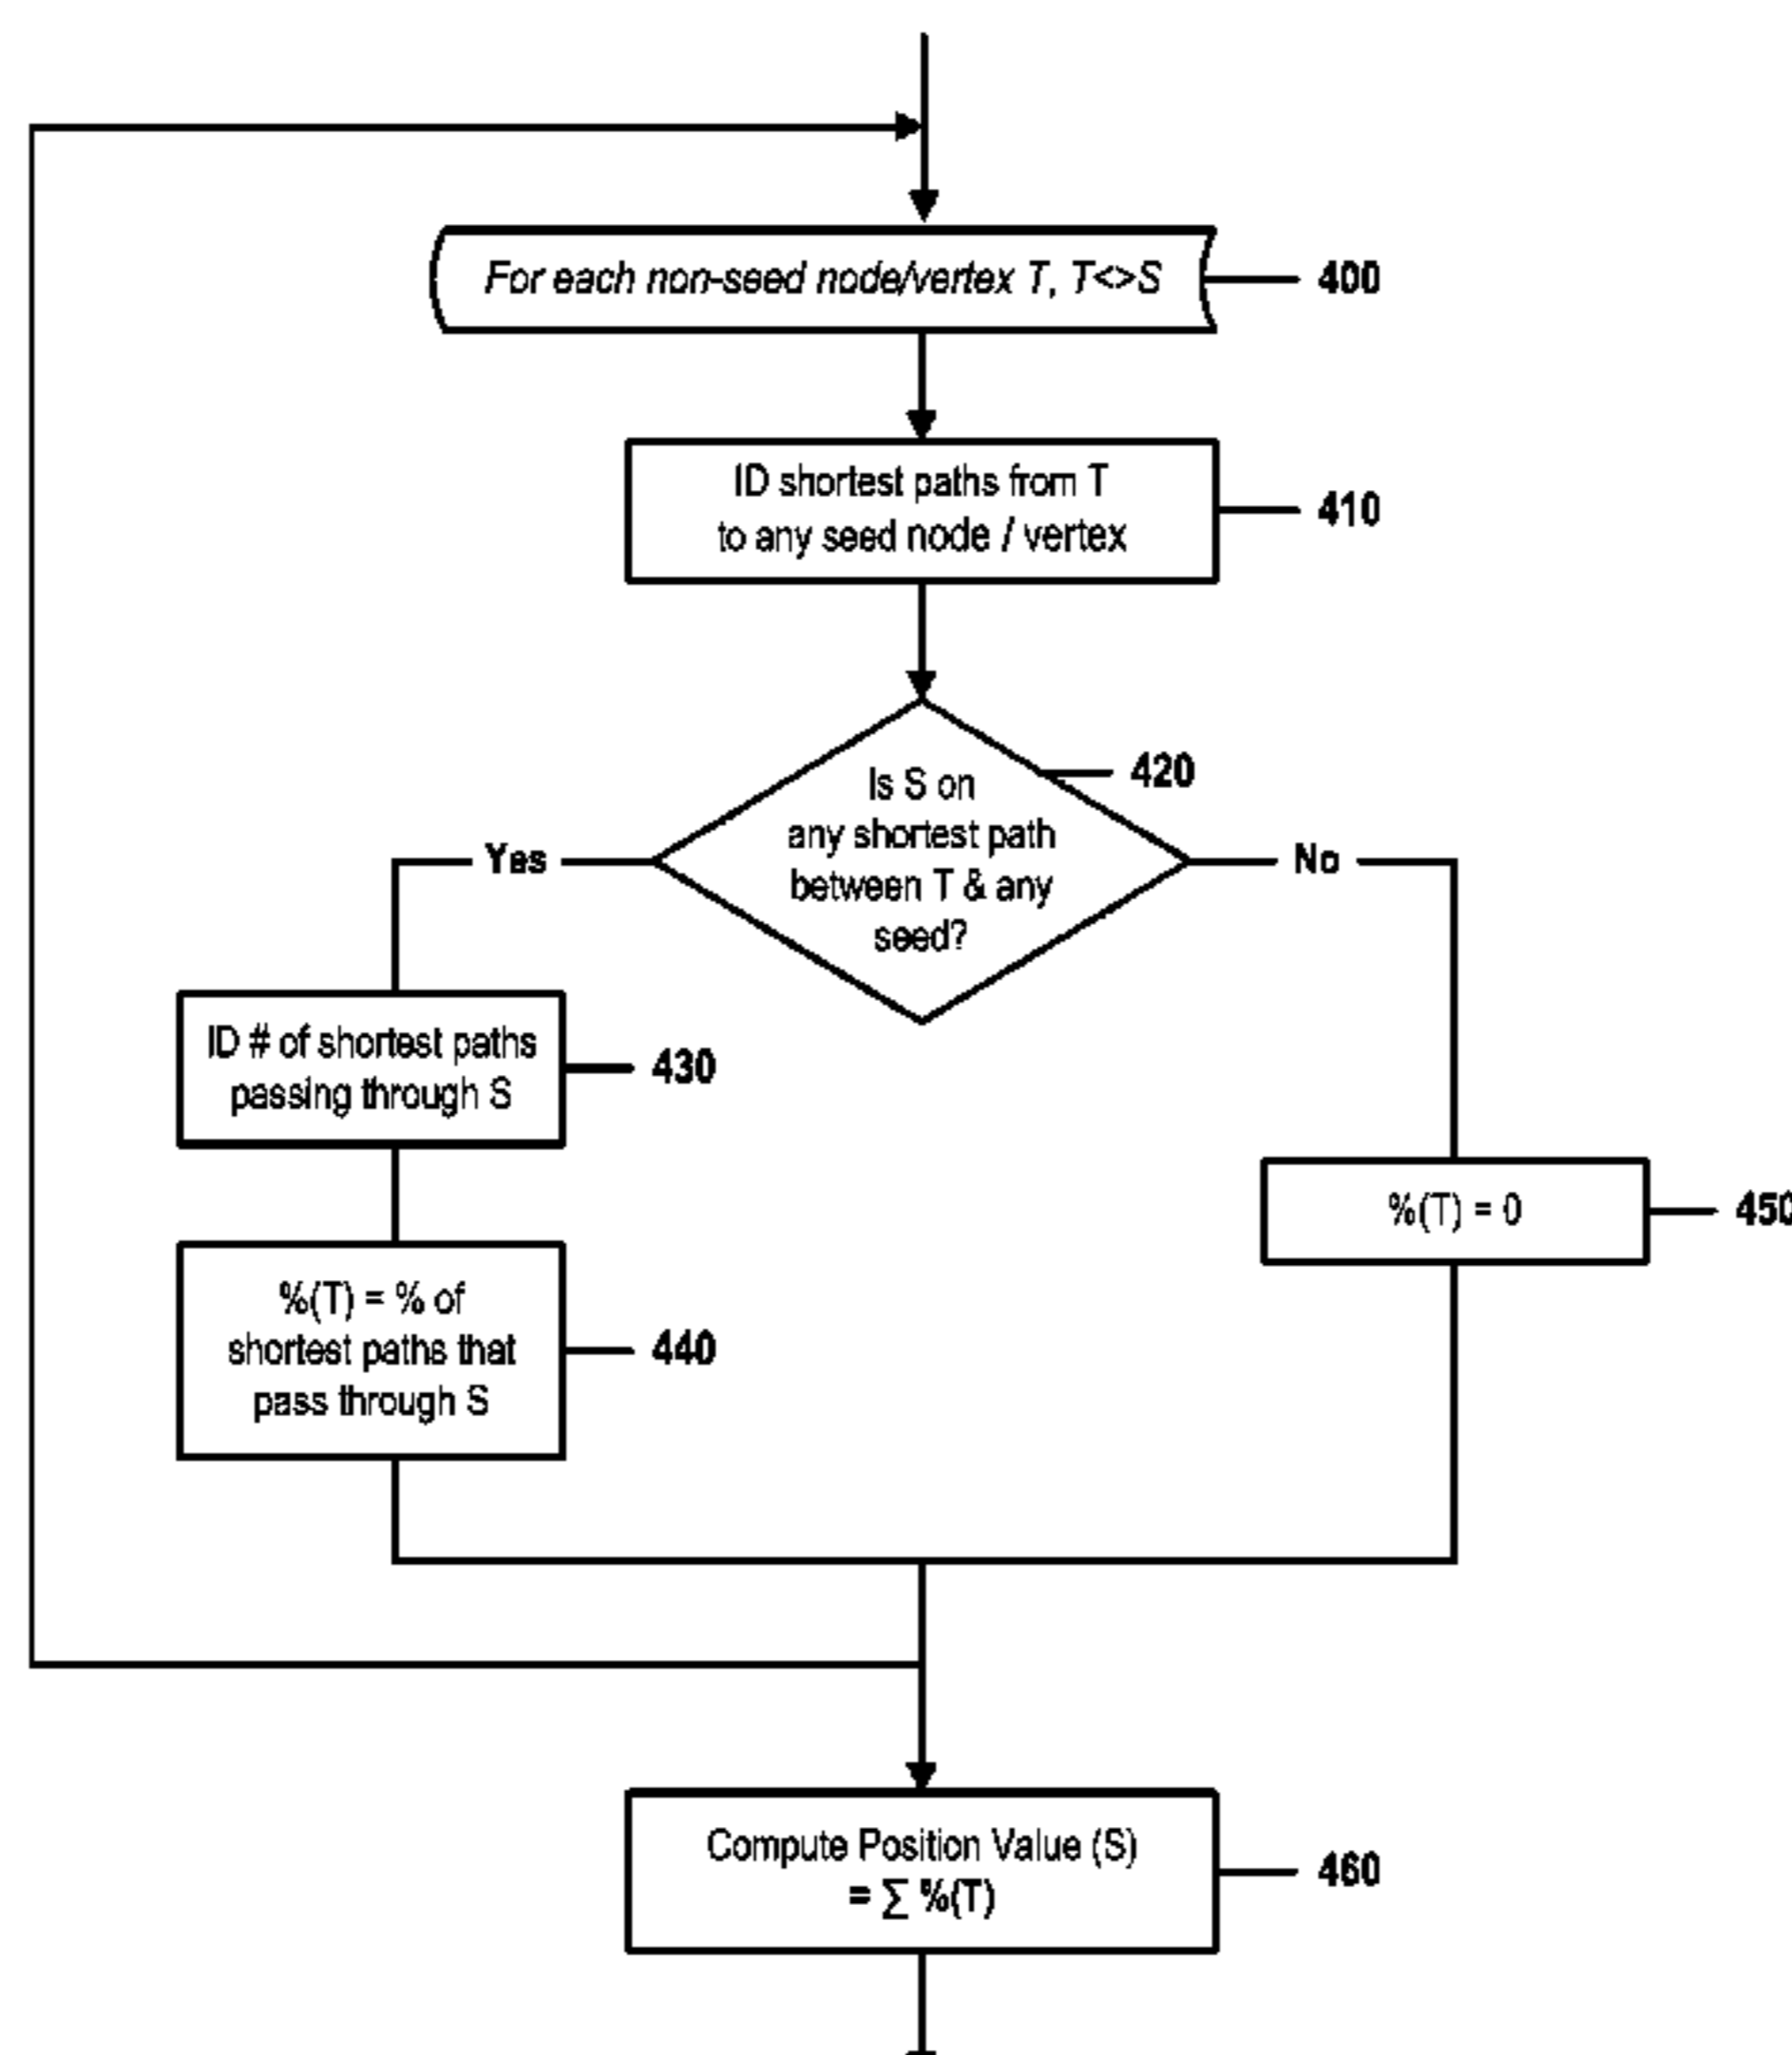 For each non-seed node/vertex T, T<>S
400
ID shortest paths from T
to any seed node / vertex
410
Is S on
any shortest path
between T & any
seed?
420
Yes
No
ID # of shortest paths
passing through S
430
%(T) = 0
450
%(T) = % of
shortest paths that
pass through S
440
Compute Position Value (S)
= ∑ %(T)
460